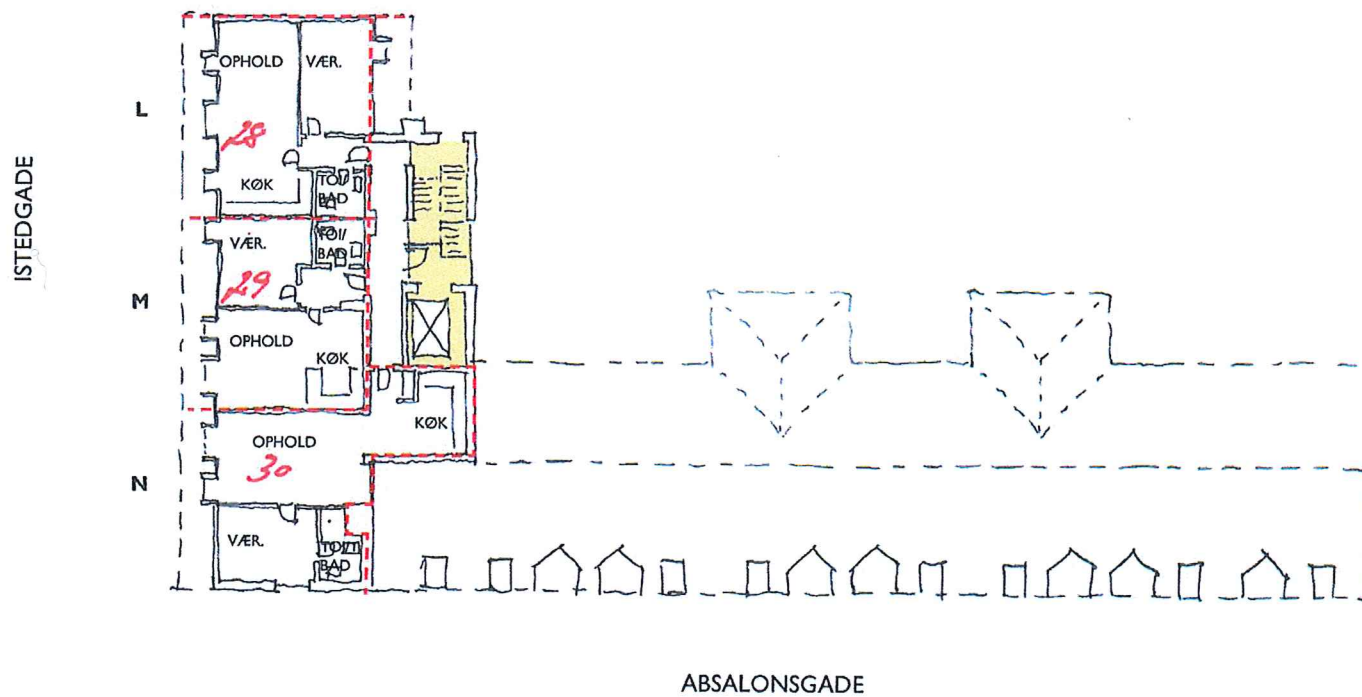 ISTEDGADE
L
OPHOLD
VÆR.
28
KØK
TOI/
BAD
M
VÆR.
TOI/
BAD
29
OPHOLD
KØK
N
OPHOLD
KØK
30
VÆR.
TOI/
BAD
ABSALONSGADE